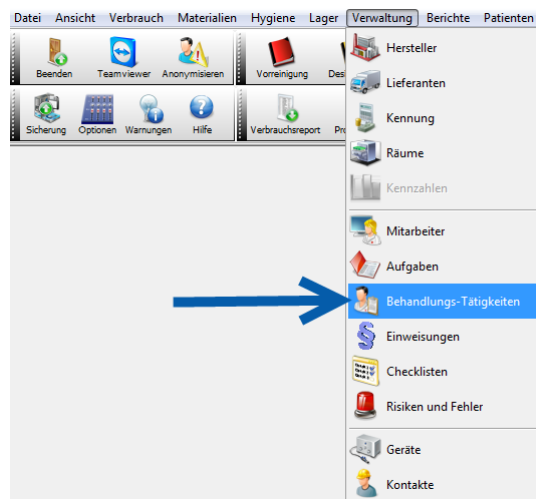 Datei Ansicht Verbrauch Materialien Hygiene Lager Verwaltung Berichte Patienten
Beenden Teamviewer Anonymisieren Vorreinigung
Sicherung Optionen Warnungen Hilfe Verbrauchsreport
Hersteller
Lieferanten
Kennung
Räume
Kennzahlen
Mitarbeiter
Aufgaben
Behandlungs-Tätigkeiten
Einweisungen
Checklisten
Risiken und Fehler
Geräte
Kontakte